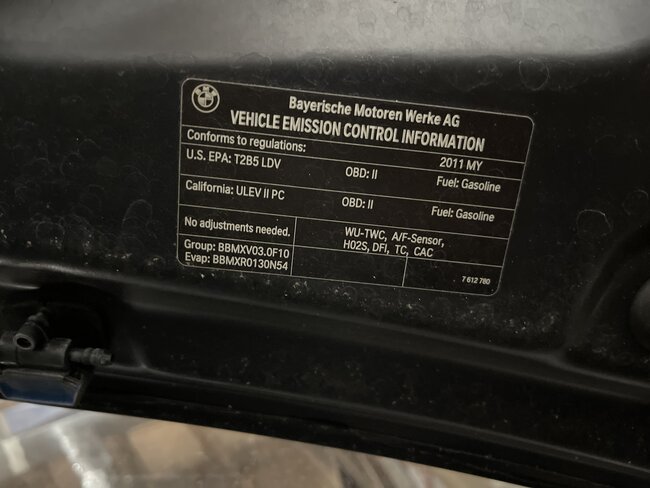 Bayerische Motoren Werke AG
VEHICLE EMISSION CONTROL INFORMATION
Conforms to regulations: 2011 MY
U.S. EPA: T2B5 LDV OBD: II Fuel: Gasoline
California: ULEV II PC OBD: II Fuel: Gasoline
No adjustments needed. WU-TWC, A/F-Sensor,
H02S, DFI, TC, CAC
Group: BBMXV03.0F10
Evap: BBMXR0130N54 7 612 780